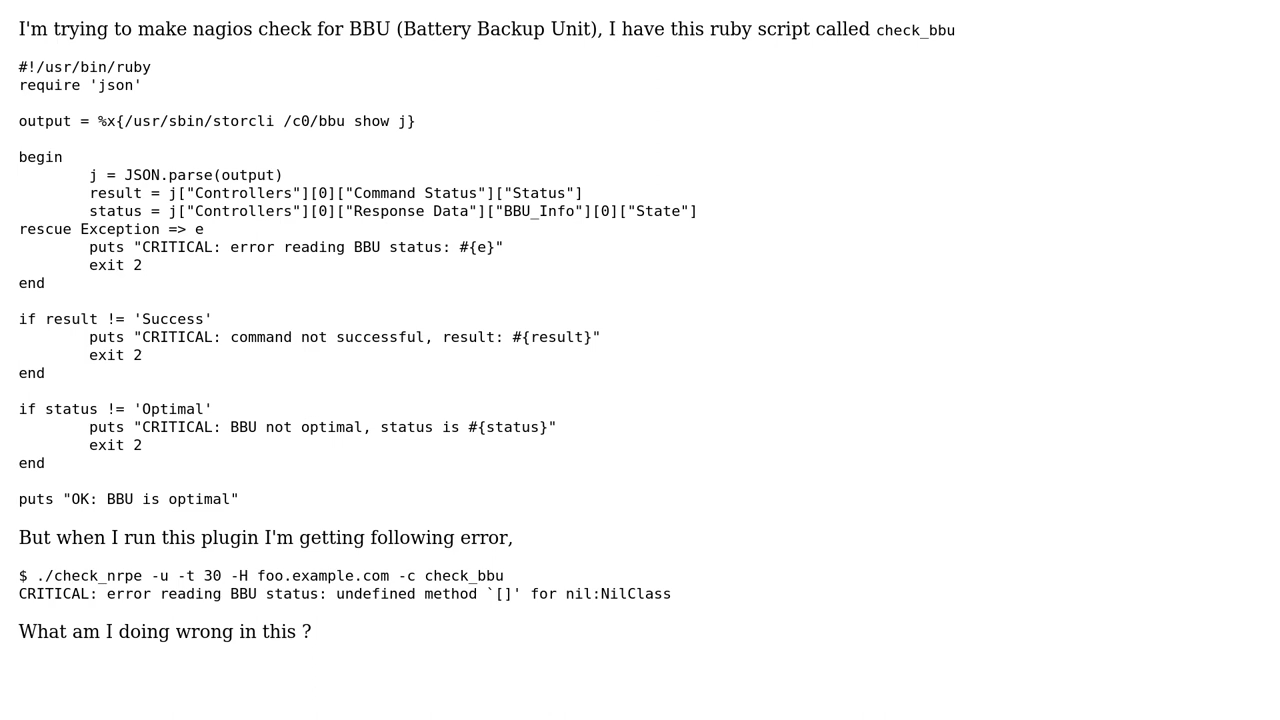 I'm trying to make nagios check for BBU (Battery Backup Unit), I have this ruby script called check_bbu
#!/usr/bin/ruby
require 'json'
output = %x{/usr/sbin/storcli /c0/bbu show j}
begin
        j = JSON.parse(output)
        result = j["Controllers"][0]["Command Status"]["Status"]
        status = j["Controllers"][0]["Response Data"]["BBU_Info"][0]["State"]
rescue Exception => e
        puts "CRITICAL: error reading BBU status: #{e}"
        exit 2
end
if result != 'Success'
        puts "CRITICAL: command not successful, result: #{result}"
        exit 2
end
if status != 'Optimal'
        puts "CRITICAL: BBU not optimal, status is #{status}"
        exit 2
end
puts "OK: BBU is optimal"
But when I run this plugin I'm getting following error,
$ ./check_nrpe -u -t 30 -H foo.example.com -c check_bbu
CRITICAL: error reading BBU status: undefined method `[]' for nil:NilClass
What am I doing wrong in this ?